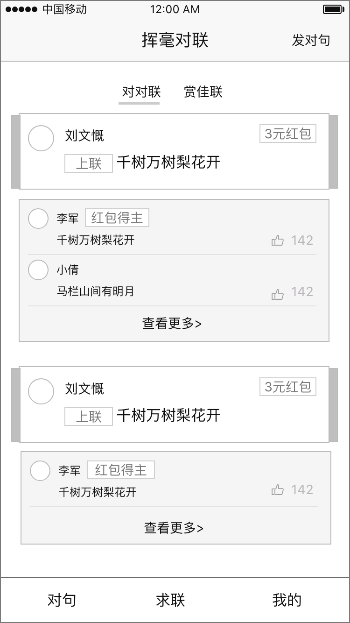 中国移动 12:00 AM
挥毫对联 发对句
对对联 赏佳联
刘文慨 3元红包
上联 千树万树梨花开
李军 红包得主
千树万树梨花开 142
小倩
马栏山间有明月 142
查看更多>
刘文慨 3元红包
上联 千树万树梨花开
李军 红包得主
千树万树梨花开 142
查看更多>
对句 求联 我的